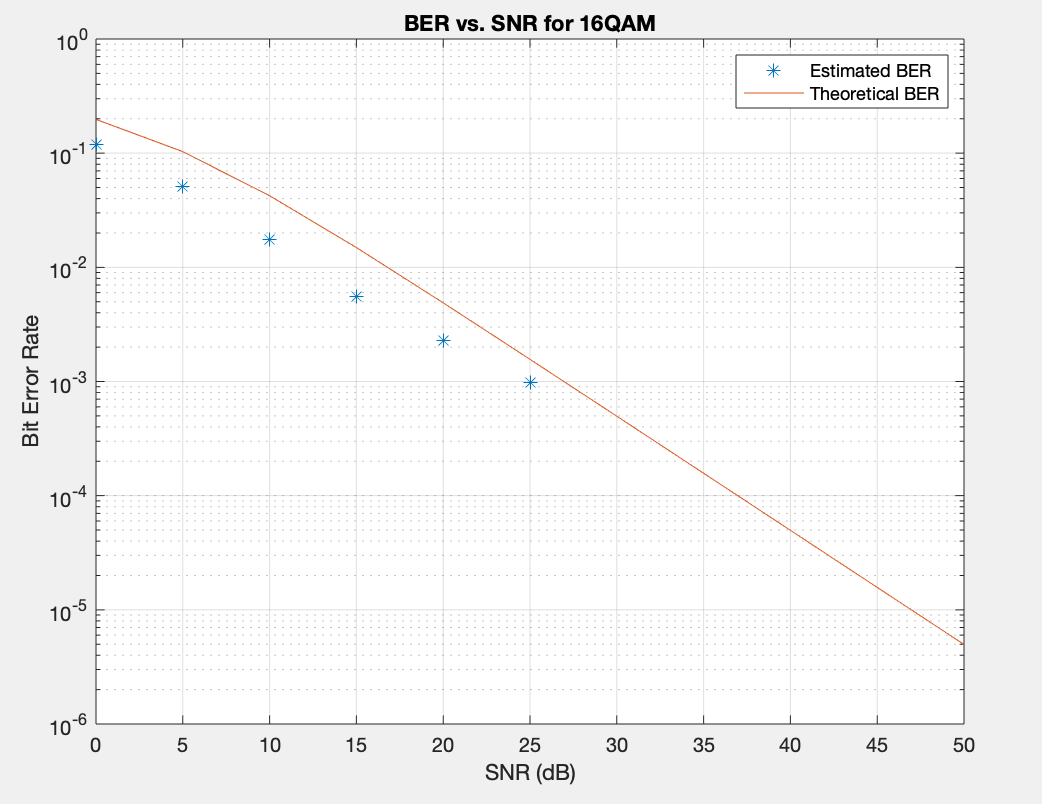 BER vs. SNR for 16QAM
Estimated BER
Theoretical BER
10^0
10^-1
10^-2
10^-3
10^-4
10^-5
10^-6
Bit Error Rate
0 5 10 15 20 25 30 35 40 45 50
SNR (dB)